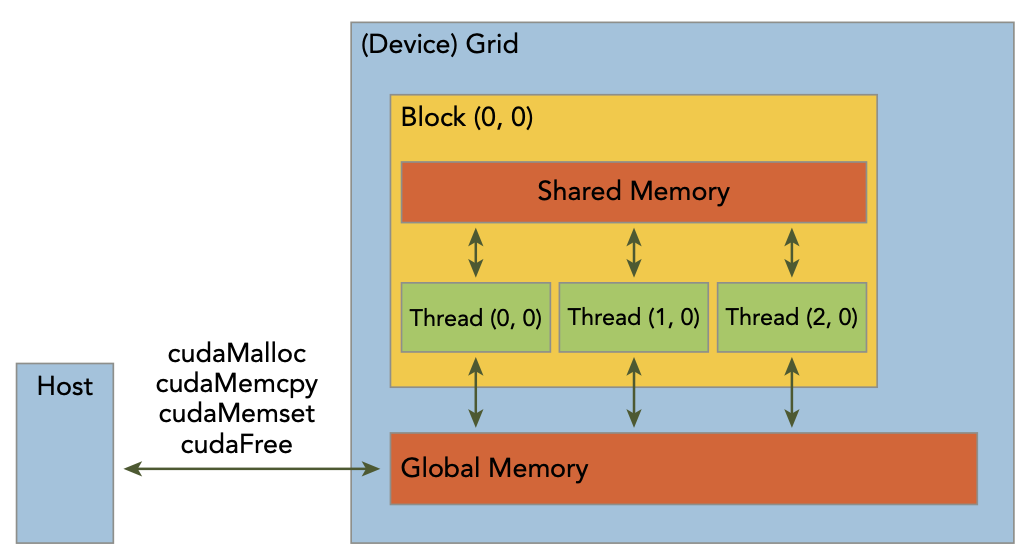 (Device) Grid
Block (0, 0)
Shared Memory
Thread (0, 0)
Thread (1, 0)
Thread (2, 0)
Host
cudaMalloc
cudaMemcpy
cudaMemset
cudaFree
Global Memory